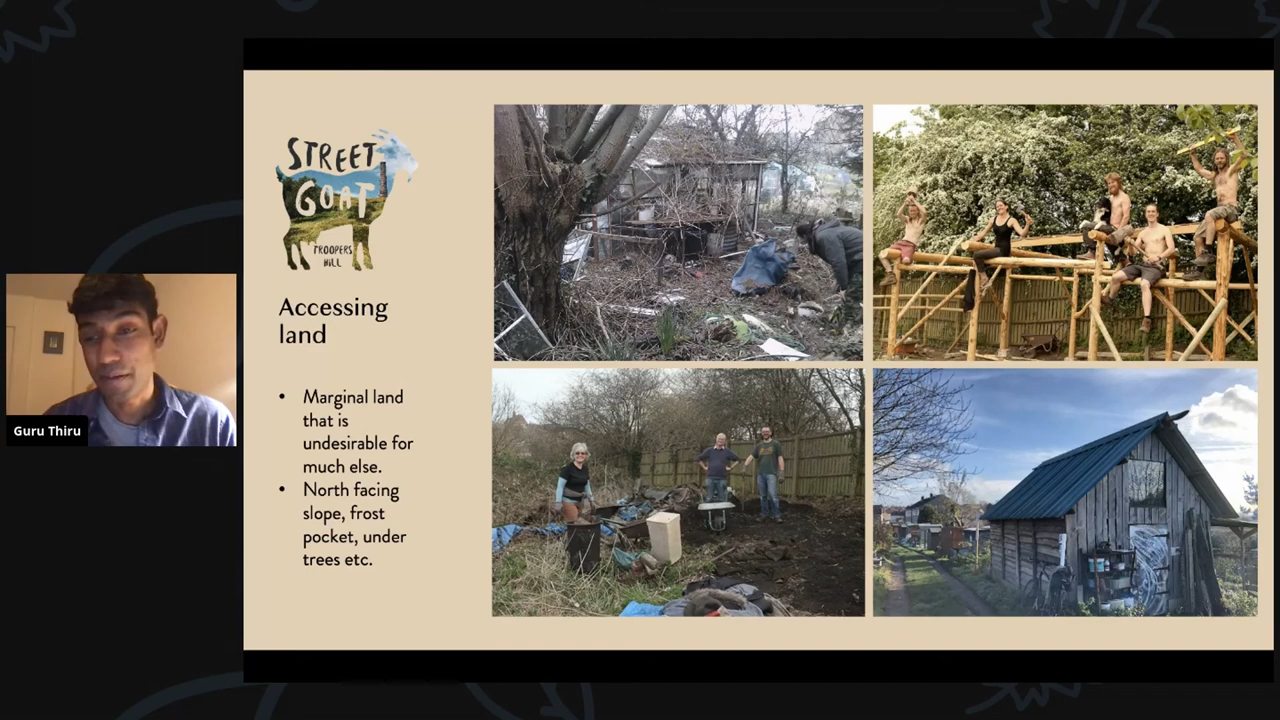 STREET
GOAT
TROOPERS
HILL
Accessing
land
• Marginal land
that is
undesirable for
much else.
• North facing
slope, frost
pocket, under
trees etc.
Guru Thiru